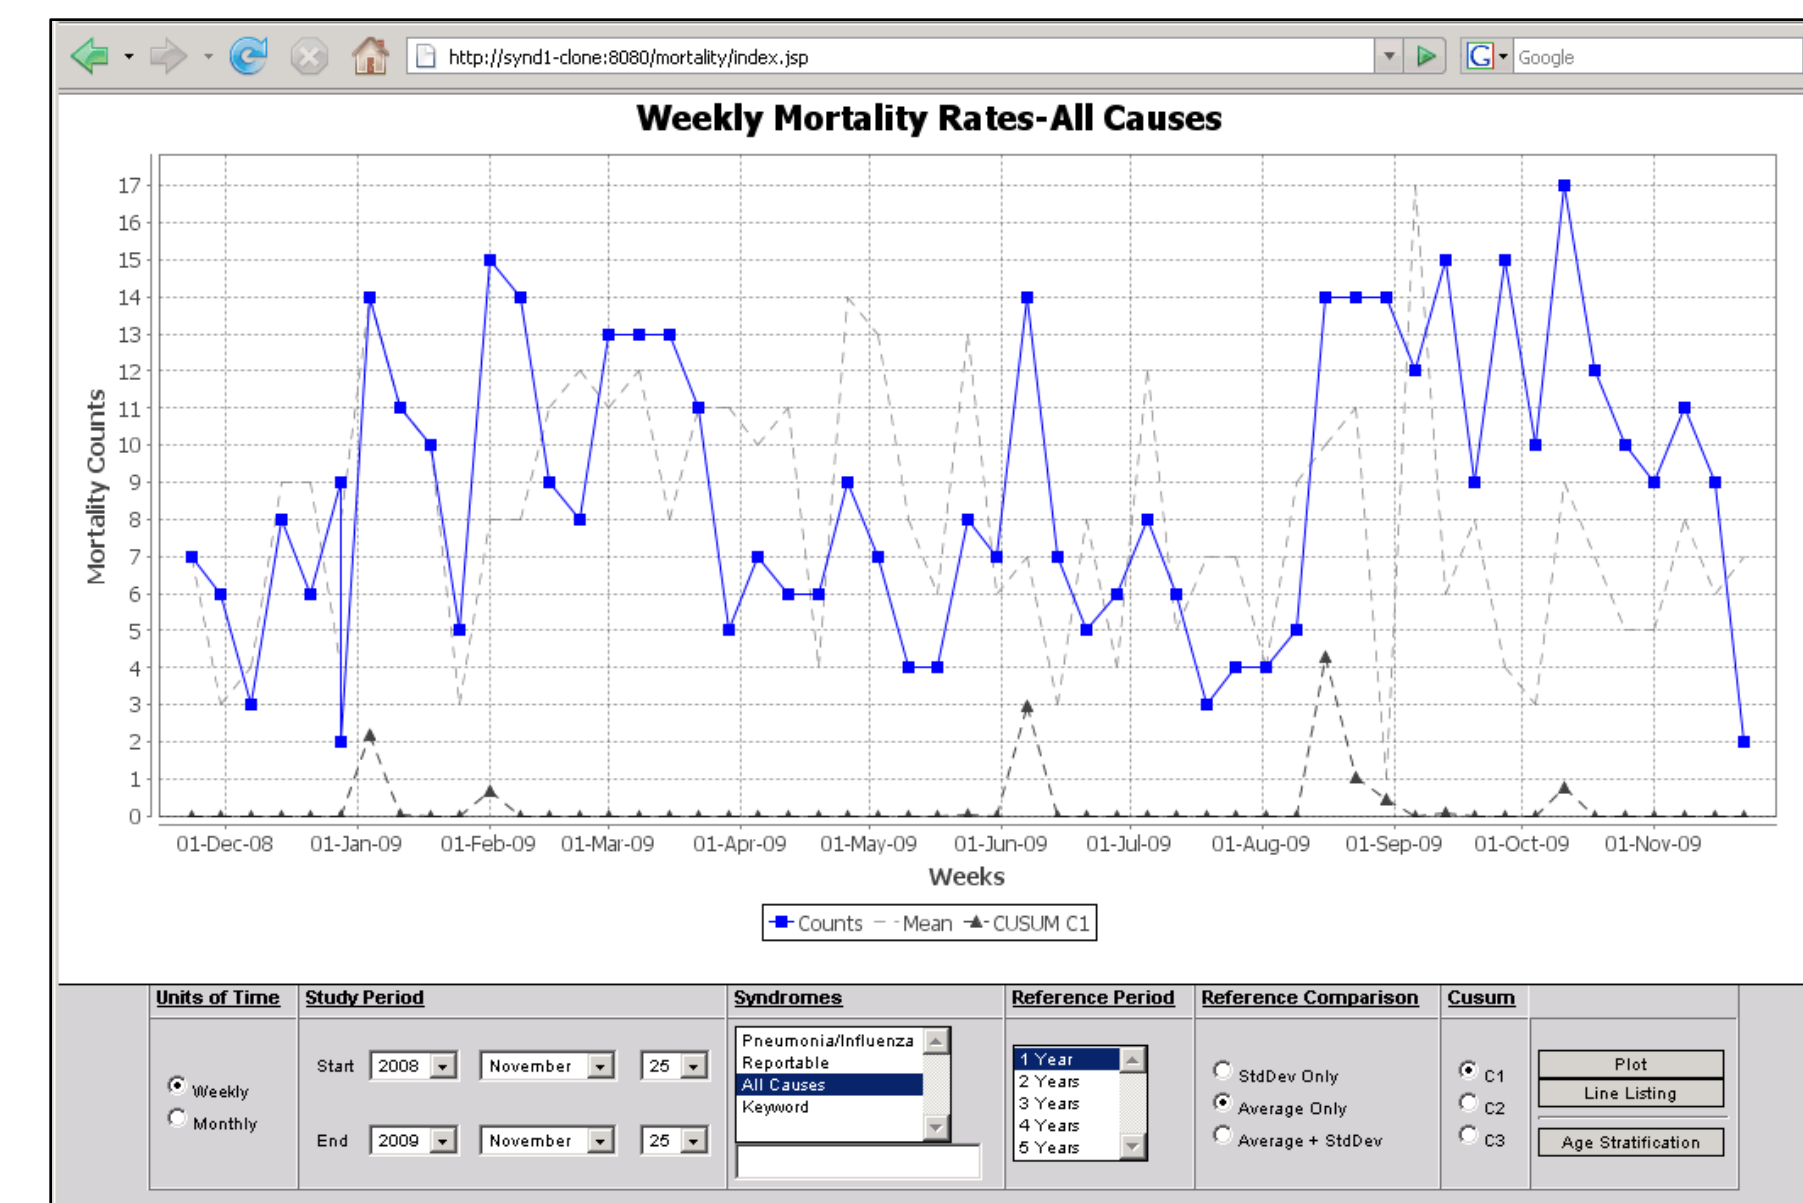 http://synd1-clone:8080/mortality/index.jsp
G
Google
Weekly Mortality Rates-All Causes
17
16
15
14
13
12
11
10
9
8
7
6
5
4
3
2
1
0
Mortality Counts
01-Dec-08 01-Jan-09 01-Feb-09 01-Mar-09 01-Apr-09 01-May-09 01-Jun-09 01-Jul-09 01-Aug-09 01-Sep-09 01-Oct-09 01-Nov-09
Weeks
Counts Mean CUSUM C1
Units of Time
Weekly
Monthly
Study Period
Start 2008 November 25
End 2009 November 25
Syndromes
Pneumonia/Influenza
Reportable
All Causes
Keyword
Reference Period
1 Year
2 Years
3 Years
4 Years
5 Years
Reference Comparison
StdDev Only
Average Only
Average + StdDev
Cusum
C1
C2
C3
Plot
Line Listing
Age Stratification